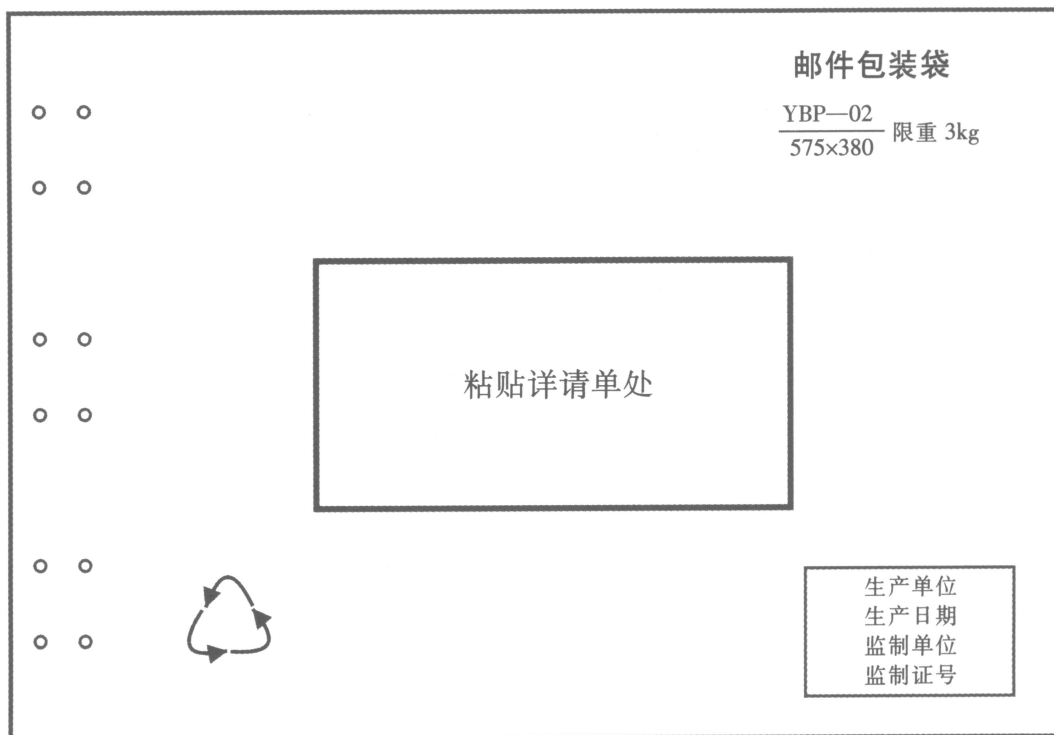 邮件包装袋
YBP—02
575×380
限重 3kg
粘贴详请单处
生产单位
生产日期
监制单位
监制证号